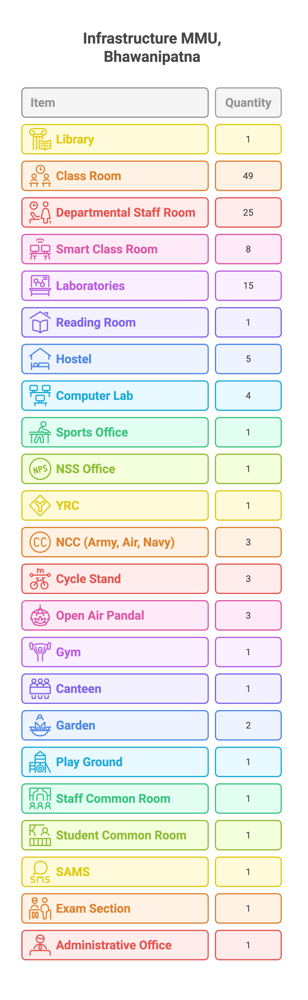 Infrastructure MMU,
Bhawanipatna
Item Quantity
Library 1
Class Room 49
Departmental Staff Room 25
Smart Class Room 8
Laboratories 15
Reading Room 1
Hostel 5
Computer Lab 4
Sports Office 1
NPS NSS Office 1
Y YRC 1
CC NCC (Army, Air, Navy) 3
m
Cycle Stand 3
Open Air Pandal 3
Gym 1
Canteen 1
Garden 2
Play Ground 1
Staff Common Room 1
Student Common Room 1
SAMS 1
sms
Exam Section 1
Administrative Office 1